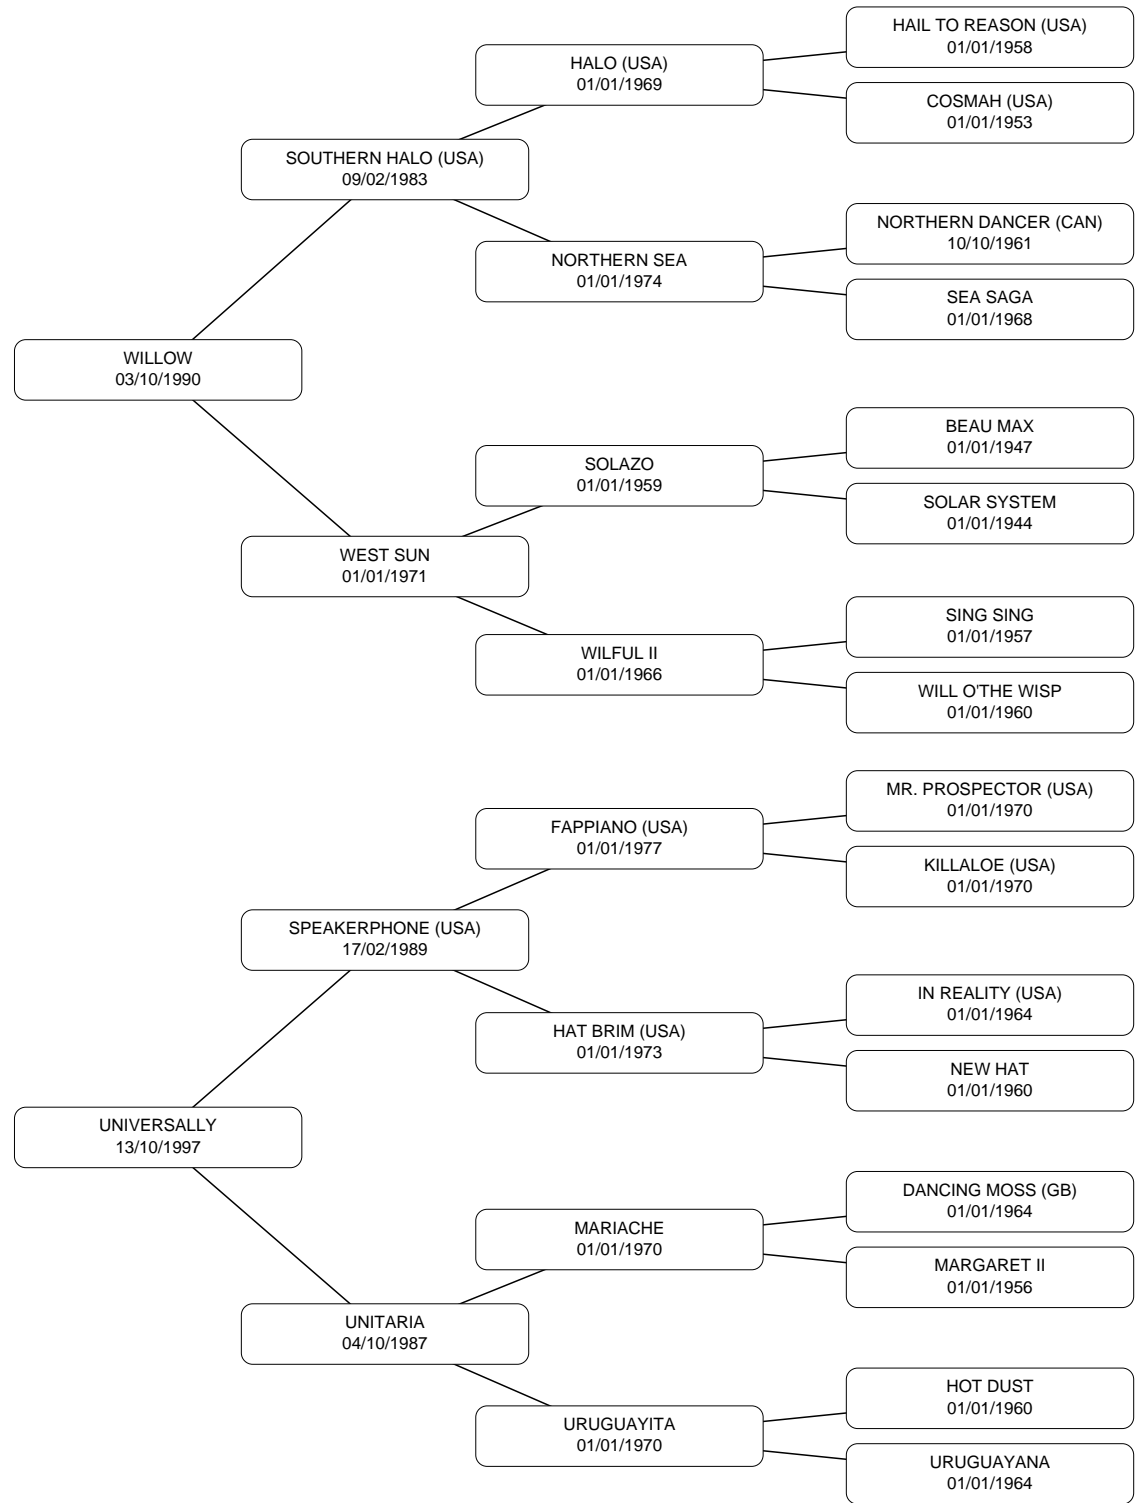 HAIL TO REASON (USA)
01/01/1958
HALO (USA)
01/01/1969
COSMAH (USA)
01/01/1953
SOUTHERN HALO (USA)
09/02/1983
NORTHERN DANCER (CAN)
10/10/1961
NORTHERN SEA
01/01/1974
SEA SAGA
01/01/1968
WILLOW
03/10/1990
BEAU MAX
01/01/1947
SOLAZO
01/01/1959
SOLAR SYSTEM
01/01/1944
WEST SUN
01/01/1971
SING SING
01/01/1957
WILFUL II
01/01/1966
WILL O'THE WISP
01/01/1960
MR. PROSPECTOR (USA)
01/01/1970
FAPPIANO (USA)
01/01/1977
KILLALOE (USA)
01/01/1970
SPEAKERPHONE (USA)
17/02/1989
IN REALITY (USA)
01/01/1964
HAT BRIM (USA)
01/01/1973
NEW HAT
01/01/1960
UNIVERSALLY
13/10/1997
DANCING MOSS (GB)
01/01/1964
MARIACHE
01/01/1970
MARGARET II
01/01/1956
UNITARIA
04/10/1987
HOT DUST
01/01/1960
URUGUAYITA
01/01/1970
URUGUAYANA
01/01/1964